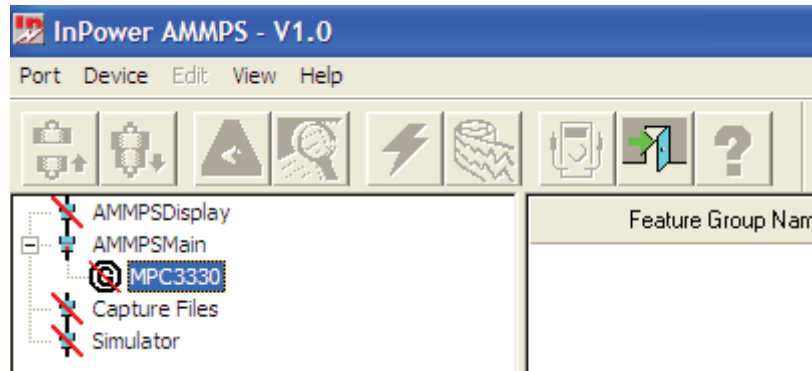 InPower AMMPS - V1.0
Port Device Edit View Help
AMMPSDisplay
AMMPSMain
MPC3330
Capture Files
Simulator
Feature Group Nam